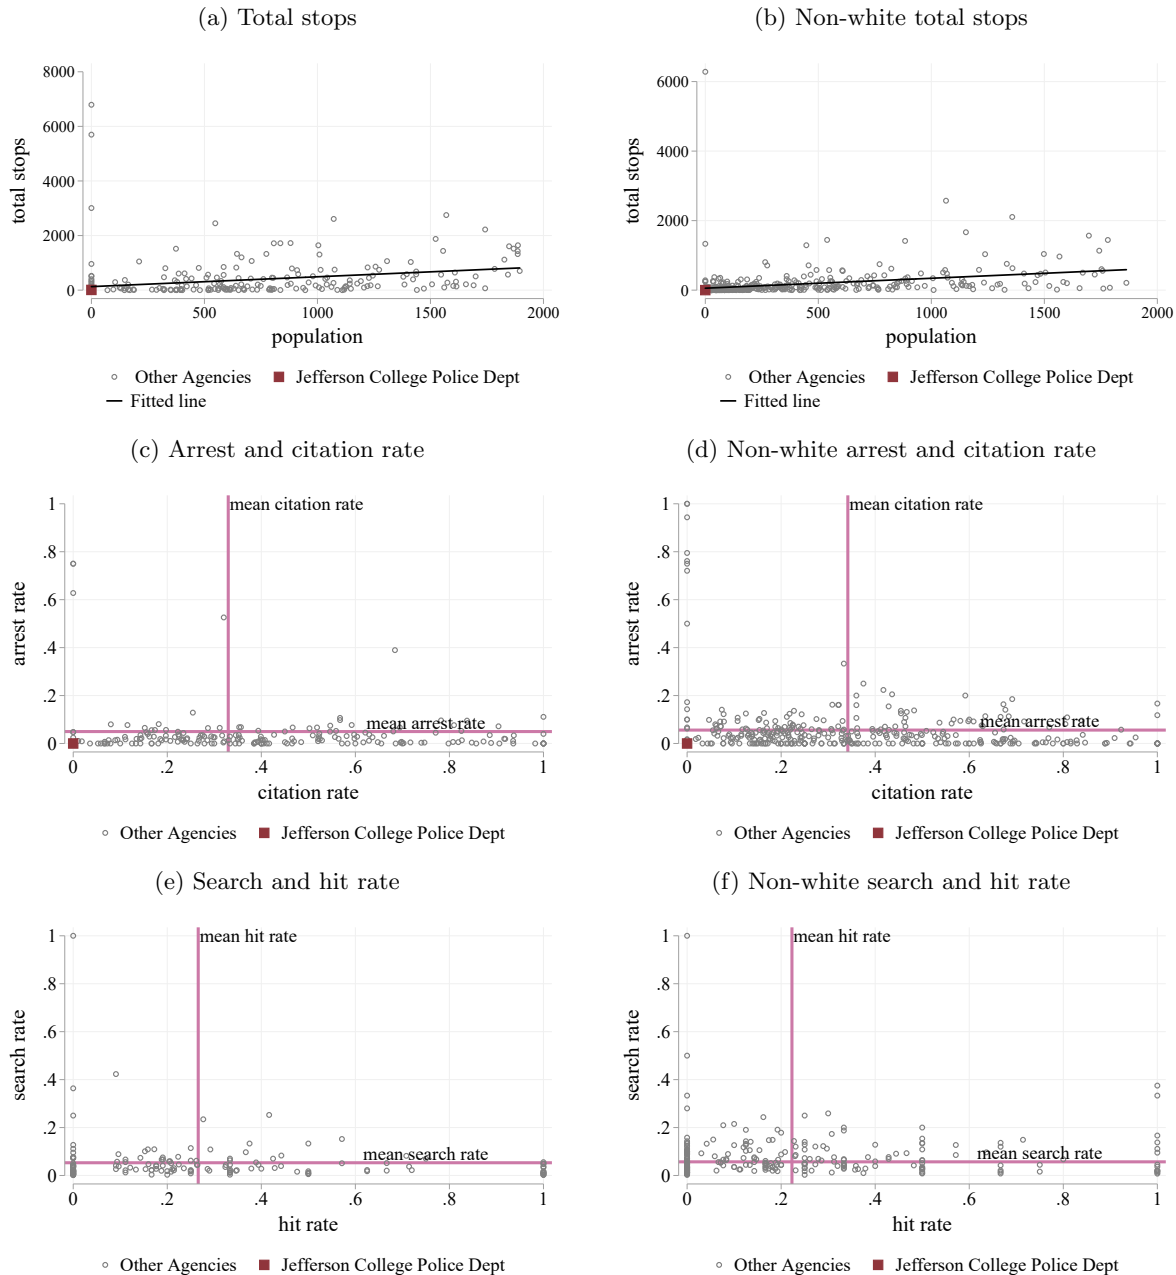 (a) Total stops
(b) Non-white total stops
8000
6000
4000
2000
0
total stops
0 500 1000 1500 2000
population
Other Agencies Jefferson College Police Dept
Fitted line
6000
4000
2000
0
total stops
0 500 1000 1500 2000
population
Other Agencies Jefferson College Police Dept
Fitted line
(c) Arrest and citation rate
(d) Non-white arrest and citation rate
1
.8
.6
.4
.2
0
arrest rate
mean citation rate
mean arrest rate
0 .2 .4 .6 .8 1
citation rate
Other Agencies Jefferson College Police Dept
1
.8
.6
.4
.2
0
arrest rate
mean citation rate
mean arrest rate
0 .2 .4 .6 .8 1
citation rate
Other Agencies Jefferson College Police Dept
(e) Search and hit rate
(f) Non-white search and hit rate
1
.8
.6
.4
.2
0
search rate
mean hit rate
mean search rate
0 .2 .4 .6 .8 1
hit rate
Other Agencies Jefferson College Police Dept
1
.8
.6
.4
.2
0
search rate
mean hit rate
mean search rate
0 .2 .4 .6 .8 1
hit rate
Other Agencies Jefferson College Police Dept